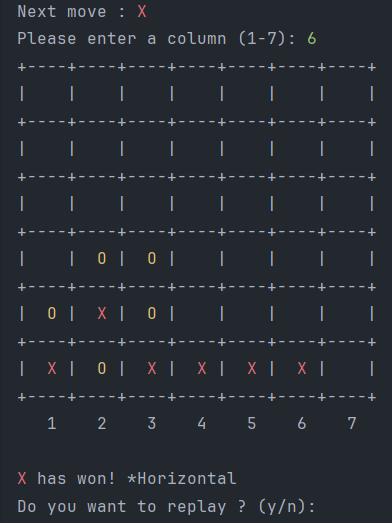 Next move : X
Please enter a column (1-7): 6
+----+----+----+----+----+----+----+
|    |    |    |    |    |    |    |
+----+----+----+----+----+----+----+
|    |    |    |    |    |    |    |
+----+----+----+----+----+----+----+
|    |    |    |    |    |    |    |
+----+----+----+----+----+----+----+
|    |  O |  O |    |    |    |    |
+----+----+----+----+----+----+----+
|  O |  X |  O |    |    |    |    |
+----+----+----+----+----+----+----+
|  X |  O |  X |  X |  X |  X |    |
+----+----+----+----+----+----+----+
   1    2    3    4    5    6    7
X has won! *Horizontal
Do you want to replay ? (y/n):